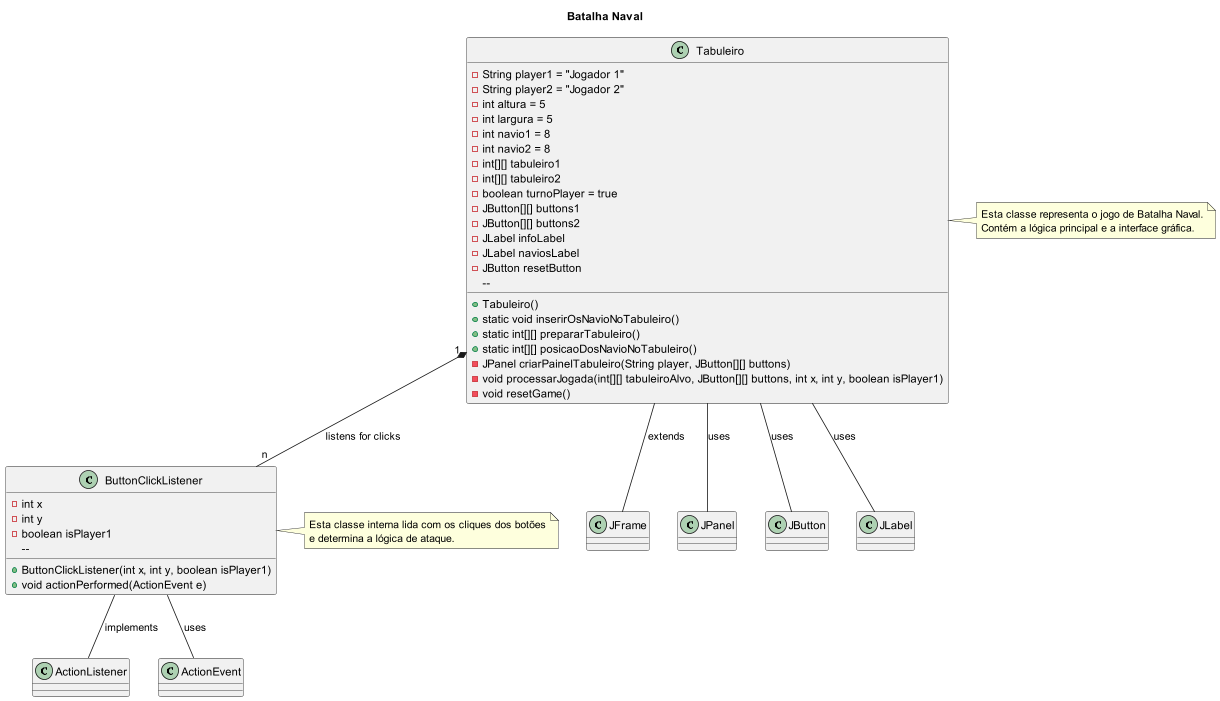 Batalha Naval
C Tabuleiro
String player1 = "Jogador 1"
String player2 = "Jogador 2"
int altura = 5
int largura = 5
int navio1 = 8
int navio2 = 8
int[][] tabuleiro1
int[][] tabuleiro2
boolean turnoPlayer = true
JButton[][] buttons1
JButton[][] buttons2
JLabel infoLabel
JLabel naviosLabel
JButton resetButton
--
Tabuleiro()
static void inserirOsNavioNoTabuleiro()
static int[][] prepararTabuleiro()
static int[][] posicaoDosNavioNoTabuleiro()
JPanel criarPainelTabuleiro(String player, JButton[][] buttons)
void processarJogada(int[][] tabuleiroAlvo, JButton[][] buttons, int x, int y, boolean isPlayer1)
void resetGame()
Esta classe representa o jogo de Batalha Naval.
Contém a lógica principal e a interface gráfica.
1
listens for clicks
n
extends
uses
uses
uses
C ButtonClickListener
int x
int y
boolean isPlayer1
--
ButtonClickListener(int x, int y, boolean isPlayer1)
void actionPerformed(ActionEvent e)
Esta classe interna lida com os cliques dos botões
e determina a lógica de ataque.
C JFrame
C JPanel
C JButton
C JLabel
implements
uses
C ActionListener
C ActionEvent